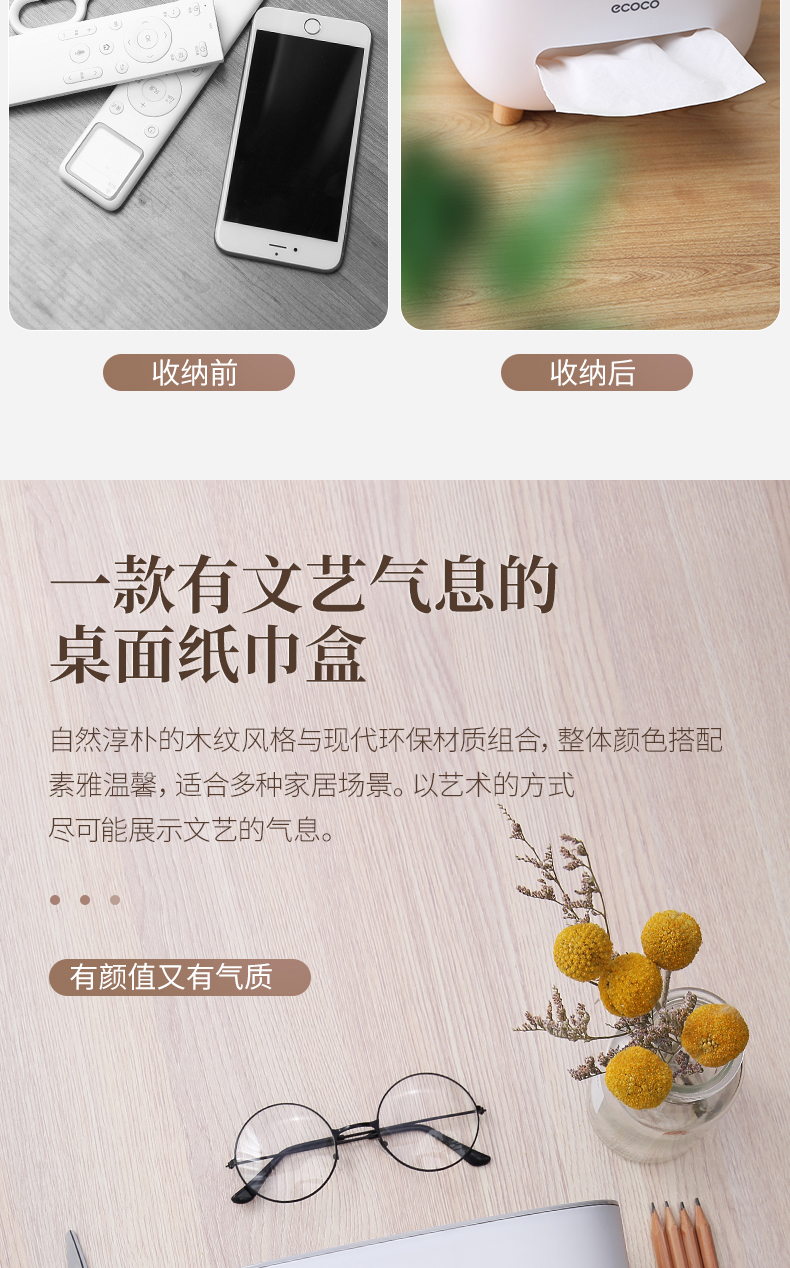 ecoco
收纳前
收纳后
一款有文艺气息的
桌面纸巾盒
自然淳朴的木纹风格与现代环保材质组合，整体颜色搭配
素雅温馨，适合多种家居场景。以艺术的方式
尽可能展示文艺的气息。
有颜值又有气质